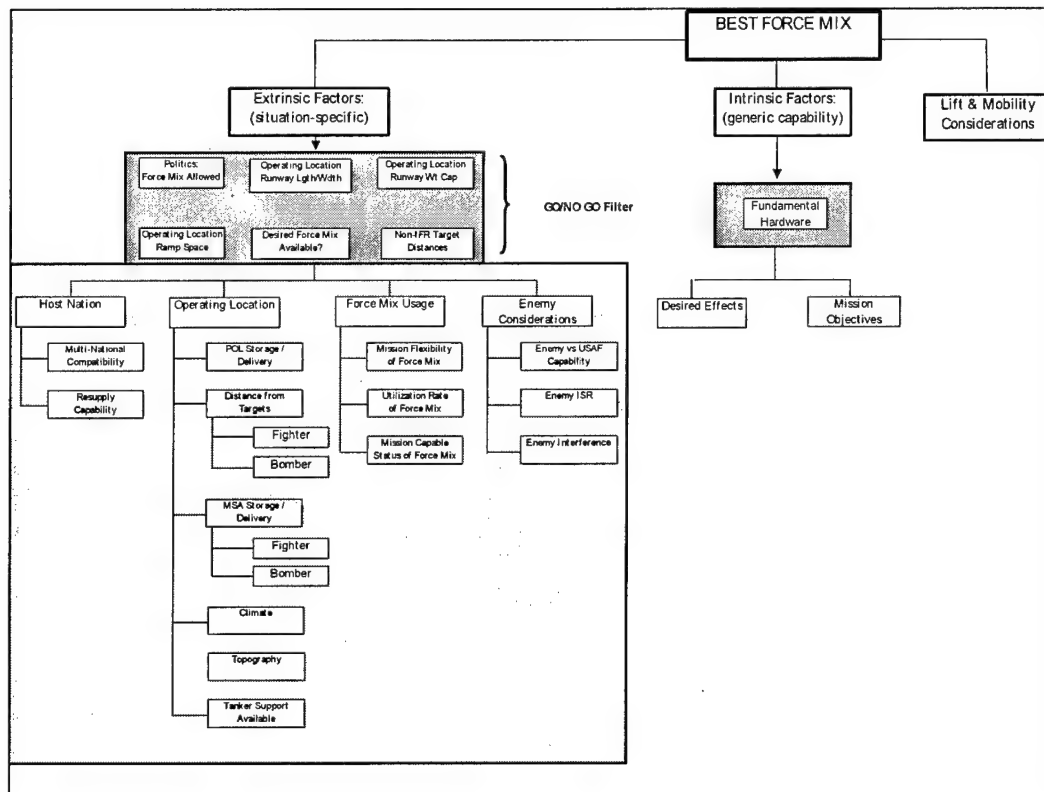 BEST FORCE MIX
Extrinsic Factors:
(situation-specific)
Intrinsic Factors:
(generic capability)
Lift & Mobility
Considerations
Politics:
Force Mix Allowed
Operating Location
Runway Lgth/Wdth
Operating Location
Runway Wt Cap
GO/NO GO Filter
Operating Location
Ramp Space
Desired Force Mix
Available?
Non-IFR Target
Distances
Fundamental
Hardware
Host Nation
Multi-National
Compatibility
Resupply
Capability
Operating Location
POL Storage /
Delivery
Distance from
Targets
Fighter
Bomber
MSA Storage /
Delivery
Fighter
Bomber
Climate
Topography
Tanker Support
Available
Force Mix Usage
Mission Flexibility
of Force Mix
Utilization Rate
of Force Mix
Mission Capable
Status of Force Mix
Enemy
Considerations
Enemy vs USAF
Capability
Enemy ISR
Enemy Interference
Desired Effects
Mission
Objectives